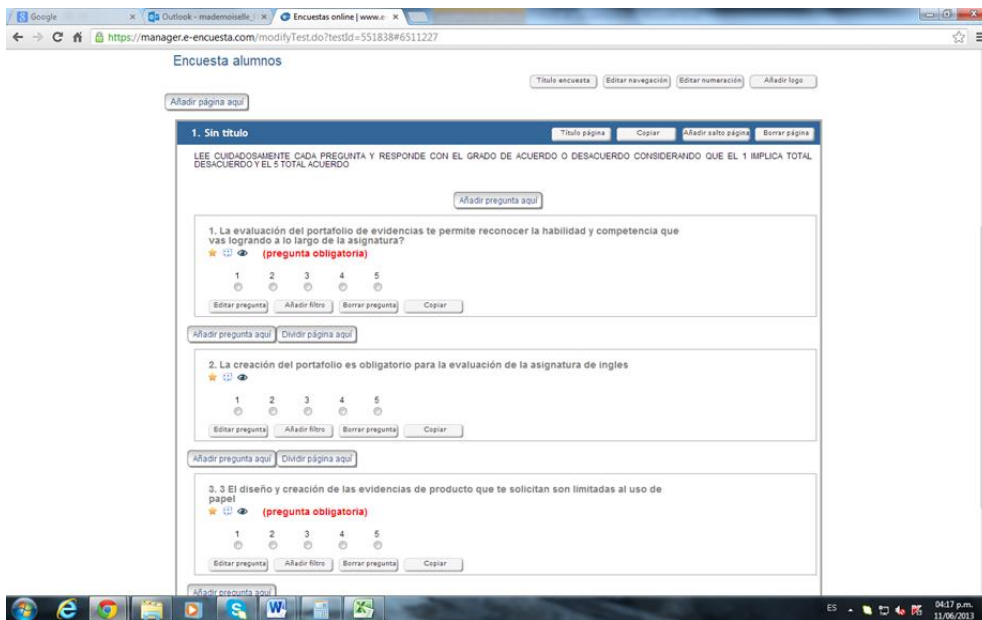 Google
Outlook - mademoiselle_
Encuestas online | www.e
https://manager.e-encuesta.com/modifyTest.do?testId=551838#6511227
Encuesta alumnos
Título encuesta Editar navegación Editar numeración Añadir logo
Añadir página aquí
1. Sin título Título página Copiar Añadir salto página Borrar página
LEE CUIDADOSAMENTE CADA PREGUNTA Y RESPONDE CON EL GRADO DE ACUERDO O DESACUERDO CONSIDERANDO QUE EL 1 IMPLICA TOTAL
DESACUERDO Y EL 5 TOTAL ACUERDO
Añadir pregunta aquí
1. La evaluación del portafolio de evidencias te permite reconocer la habilidad y competencia que
vas logrando a lo largo de la asignatura?
(pregunta obligatoria)
1 2 3 4 5
Editar pregunta Añadir filtro Borrar pregunta Copiar
Añadir pregunta aquí Dividir página aquí
2. La creación del portafolio es obligatorio para la evaluación de la asignatura de ingles
1 2 3 4 5
Editar pregunta Añadir filtro Borrar pregunta Copiar
Añadir pregunta aquí Dividir página aquí
3. 3 El diseño y creación de las evidencias de producto que te solicitan son limitadas al uso de
papel
(pregunta obligatoria)
1 2 3 4 5
Editar pregunta Añadir filtro Borrar pregunta Copiar
Añadir pregunta aquí
ES 04:17 p.m.
11/06/2013